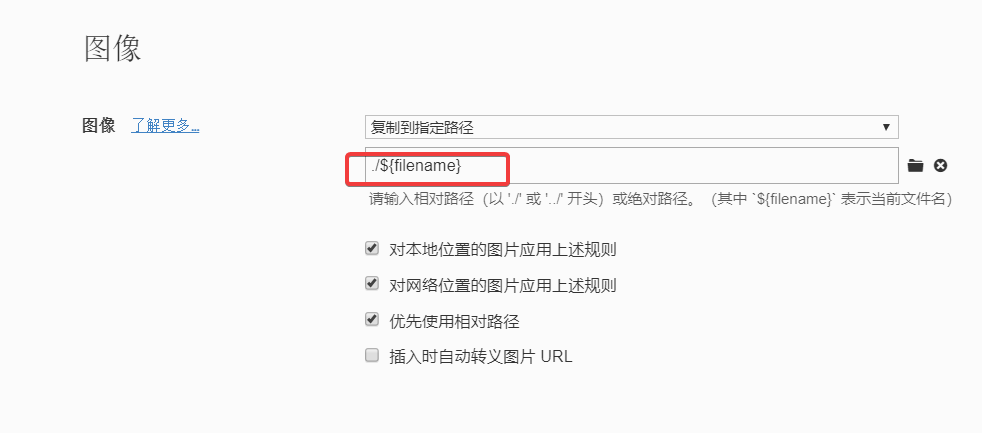 图像
图像 了解更多...
复制到指定路径
./${filename}
请输入相对路径（以 './' 或 '../' 开头）或绝对路径。（其中 `${filename}` 表示当前文件名）
对本地位置的图片应用上述规则
对网络位置的图片应用上述规则
优先使用相对路径
插入时自动转义图片 URL